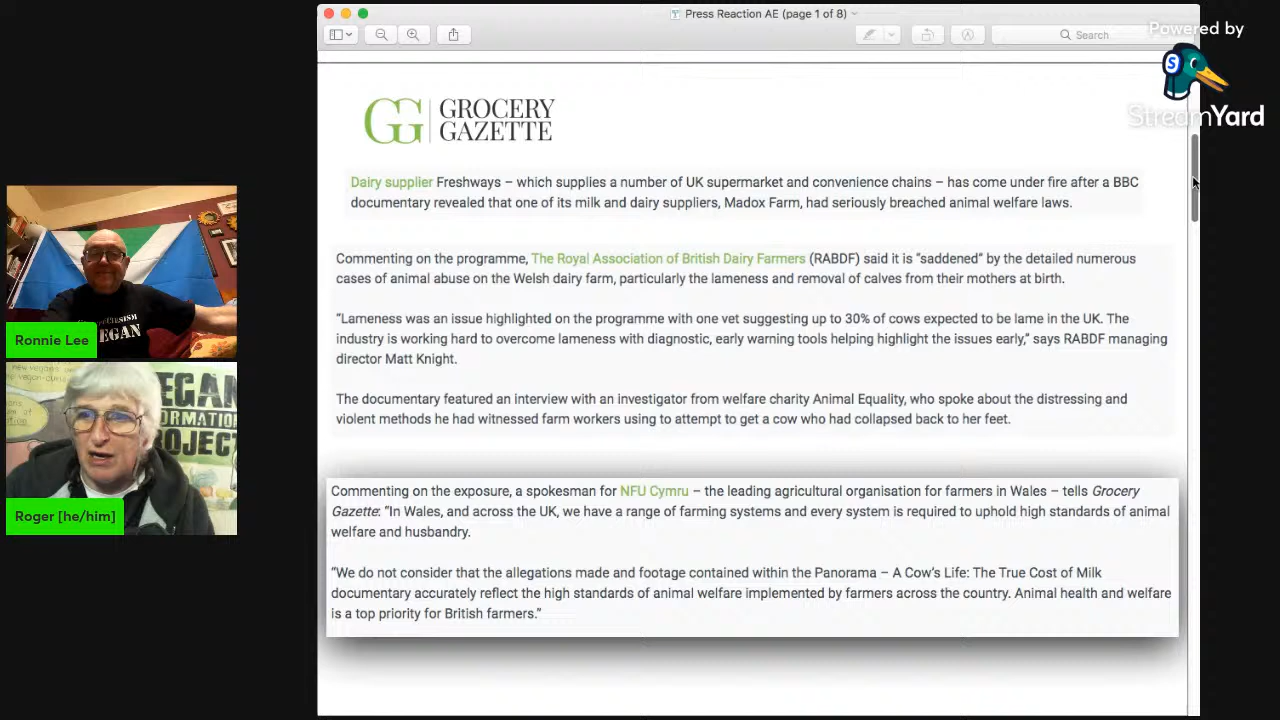 Press Reaction AE (page 1 of 8)
Search
Powered by
S
StreamYard
GG
GROCERY
GAZETTE
Dairy supplier Freshways – which supplies a number of UK supermarket and convenience chains – has come under fire after a BBC
documentary revealed that one of its milk and dairy suppliers, Madox Farm, had seriously breached animal welfare laws.
Commenting on the programme, The Royal Association of British Dairy Farmers (RABDF) said it is “saddened” by the detailed numerous
cases of animal abuse on the Welsh dairy farm, particularly the lameness and removal of calves from their mothers at birth.
“Lameness was an issue highlighted on the programme with one vet suggesting up to 30% of cows expected to be lame in the UK. The
industry is working hard to overcome lameness with diagnostic, early warning tools helping highlight the issues early,” says RABDF managing
director Matt Knight.
The documentary featured an interview with an investigator from welfare charity Animal Equality, who spoke about the distressing and
violent methods he had witnessed farm workers using to attempt to get a cow who had collapsed back to her feet.
Commenting on the exposure, a spokesman for NFU Cymru – the leading agricultural organisation for farmers in Wales – tells Grocery
Gazette: “In Wales, and across the UK, we have a range of farming systems and every system is required to uphold high standards of animal
welfare and husbandry.
“We do not consider that the allegations made and footage contained within the Panorama – A Cow’s Life: The True Cost of Milk
documentary accurately reflect the high standards of animal welfare implemented by farmers across the country. Animal health and welfare
is a top priority for British farmers.”
EGAN
Ronnie Lee
EGAN
FORMATION
ROJECT
Roger [he/him]